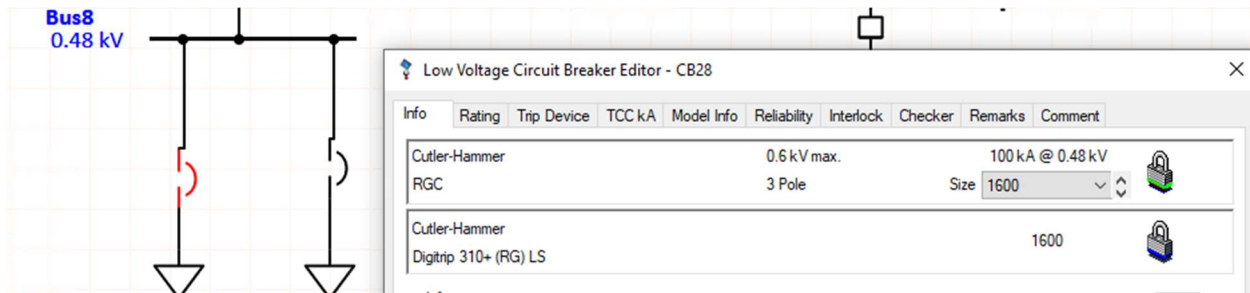 Bus8
0.48 kV
Low Voltage Circuit Breaker Editor - CB28
Info Rating Trip Device TCC kA Model Info Reliability Interlock Checker Remarks Comment
Cutler-Hammer 0.6 kV max. 100 kA @ 0.48 kV
RGC 3 Pole Size 1600
Cutler-Hammer 1600
Digitrip 310+ (RG) LS